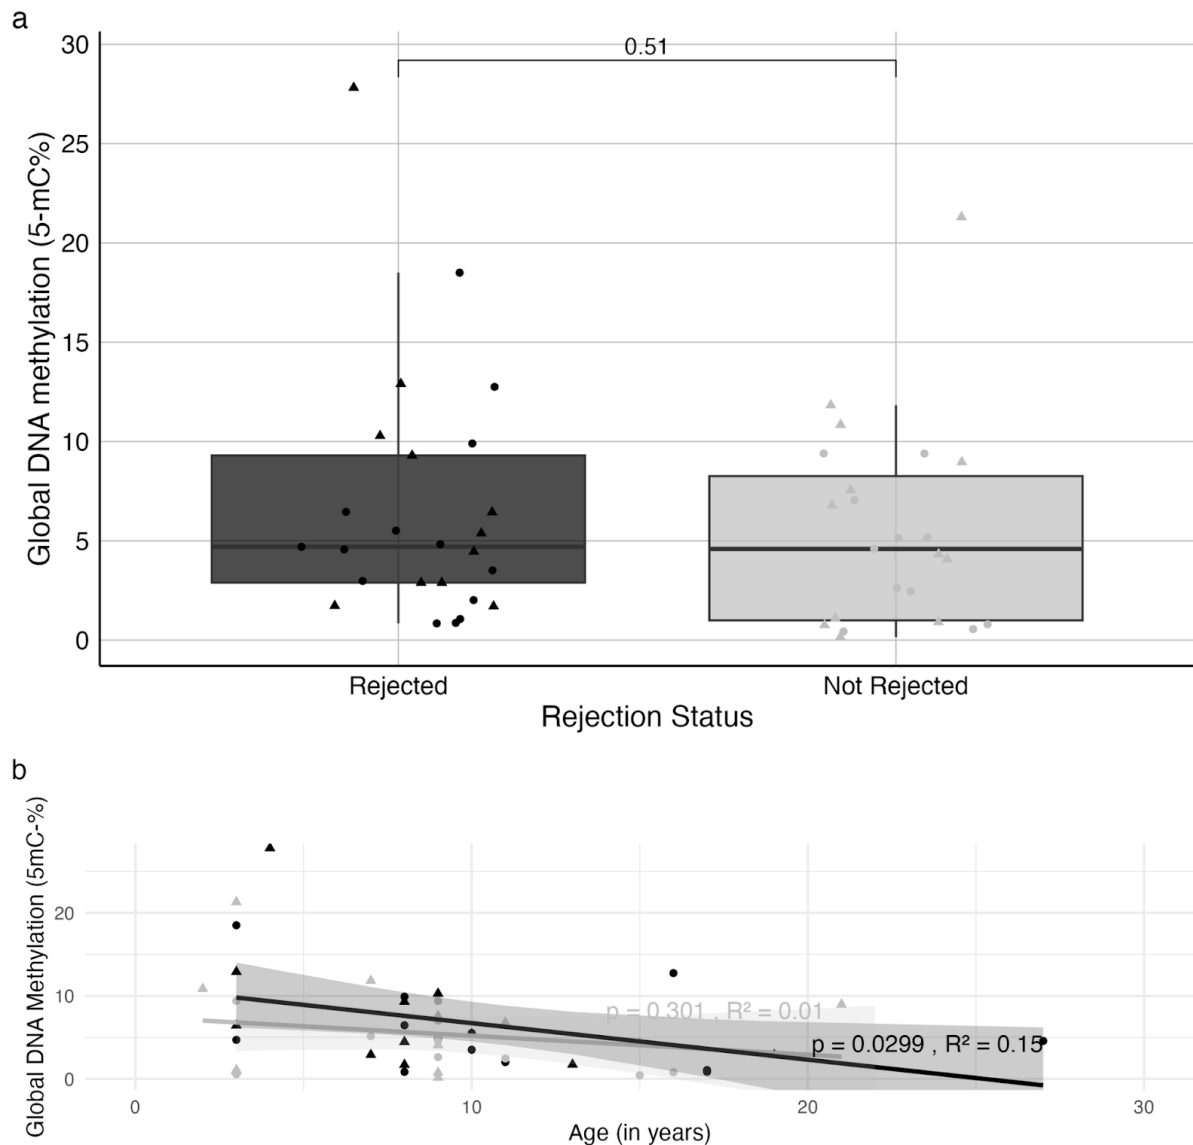 a
0.51
30
25
20
15
10
5
0
Global DNA methylation (5-mC%)
Rejected
Not Rejected
Rejection Status
b
Global DNA Methylation (5mC-%)
20
10
0
p = 0.301 , R² = 0.01
p = 0.0299 , R² = 0.15
0
10
20
30
Age (in years)